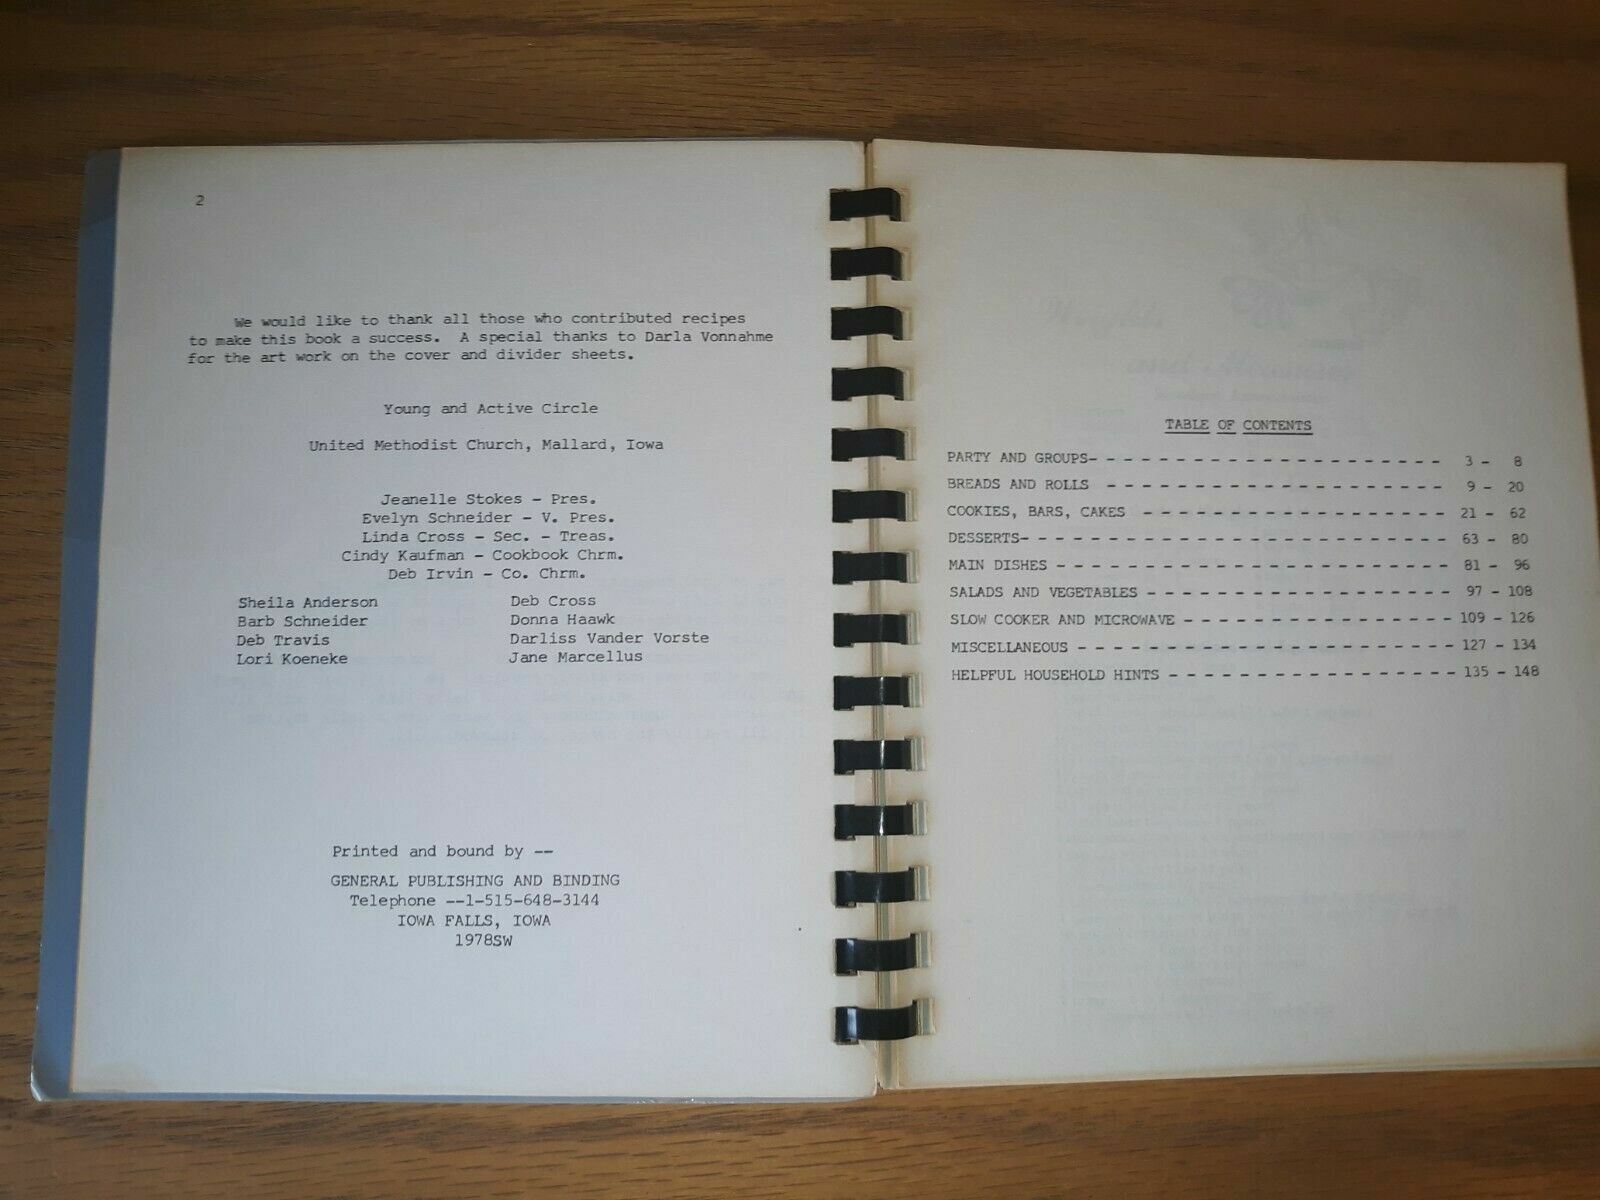 2
We would like to thank all those who contributed recipes
to make this book a success. A special thanks to Darla Vonnahme
for the art work on the cover and divider sheets.
Young and Active Circle
United Methodist Church, Mallard, Iowa
Jeanelle Stokes - Pres.
Evelyn Schneider - V. Pres.
Linda Cross - Sec. - Treas.
Cindy Kaufman - Cookbook Chrm.
Deb Irvin - Co. Chrm.
Sheila Anderson Deb Cross
Barb Schneider Donna Haawk
Deb Travis Darliss Vander Vorste
Lori Koeneke Jane Marcellus
Printed and bound by --
GENERAL PUBLISHING AND BINDING
Telephone --1-515-648-3144
IOWA FALLS, IOWA
1978SW
TABLE OF CONTENTS
PARTY AND GROUPS- - - - - - - - - - - - - - - - - - - - - - 3 - 8
BREADS AND ROLLS - - - - - - - - - - - - - - - - - - - - - 9 - 20
COOKIES, BARS, CAKES - - - - - - - - - - - - - - - - - - - 21 - 62
DESSERTS- - - - - - - - - - - - - - - - - - - - - - - - - - 63 - 80
MAIN DISHES - - - - - - - - - - - - - - - - - - - - - - - - 81 - 96
SALADS AND VEGETABLES - - - - - - - - - - - - - - - - - - 97 - 108
SLOW COOKER AND MICROWAVE - - - - - - - - - - - - - - - - 109 - 126
MISCELLANEOUS - - - - - - - - - - - - - - - - - - - - - - - 127 - 134
HELPFUL HOUSEHOLD HINTS - - - - - - - - - - - - - - - - - 135 - 148